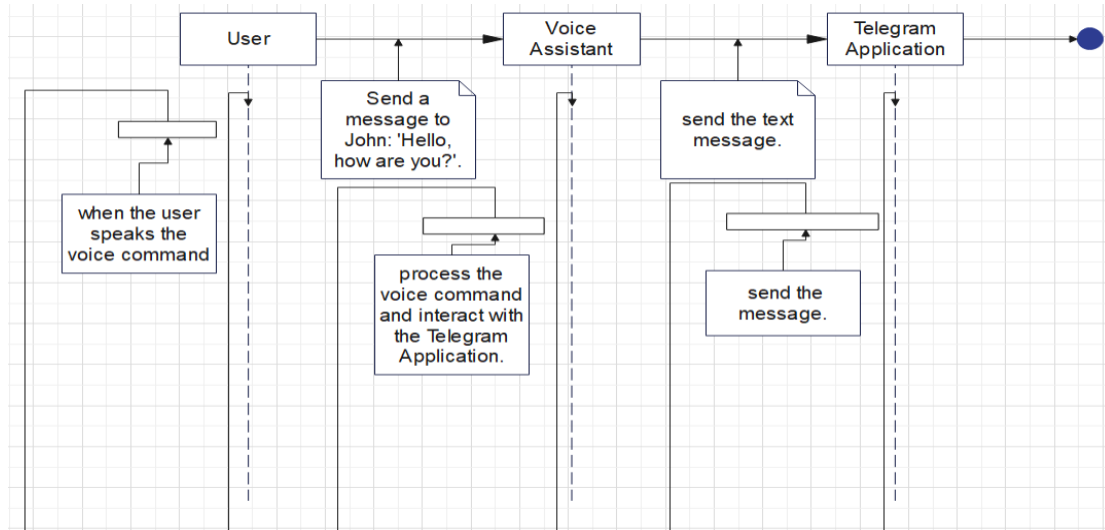 User
Voice
Assistant
Telegram
Application
Send a
message to
John: 'Hello,
how are you?'.
send the text
message.
when the user
speaks the
voice command
process the
voice command
and interact with
the Telegram
Application.
send the
message.